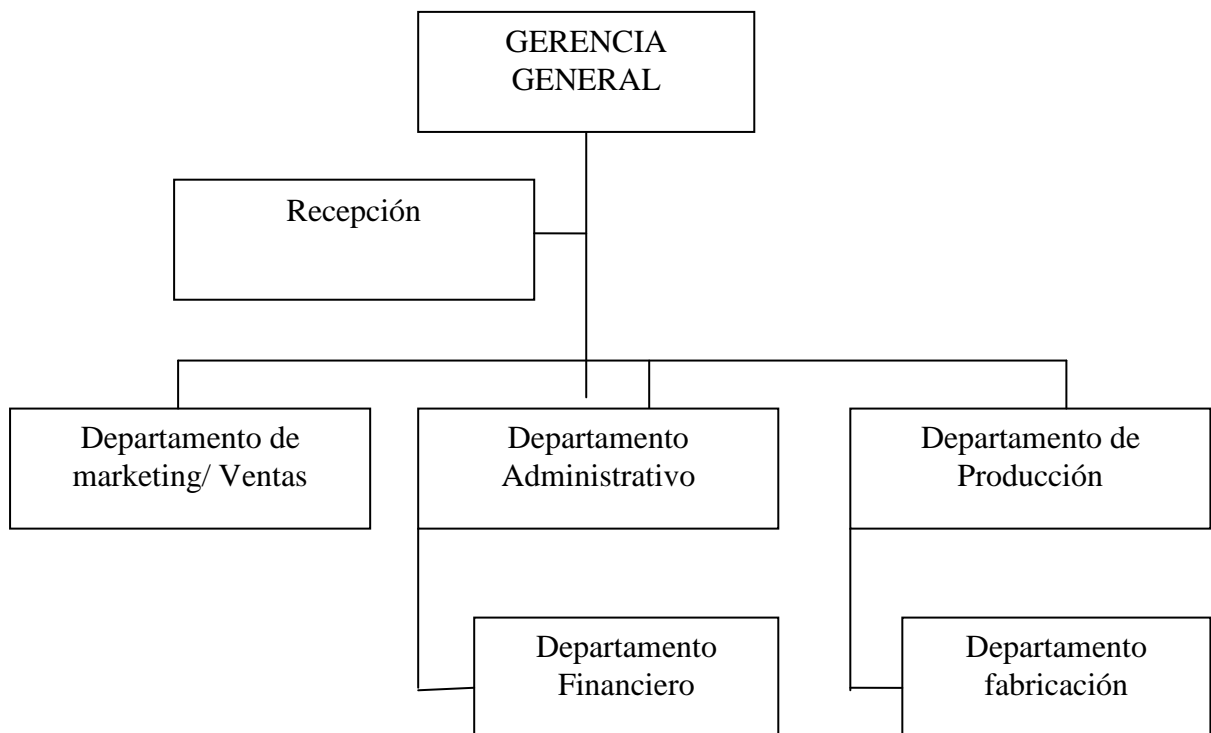 GERENCIA
GENERAL
Recepción
Departamento de
marketing/ Ventas
Departamento
Administrativo
Departamento de
Producción
Departamento
Financiero
Departamento
fabricación